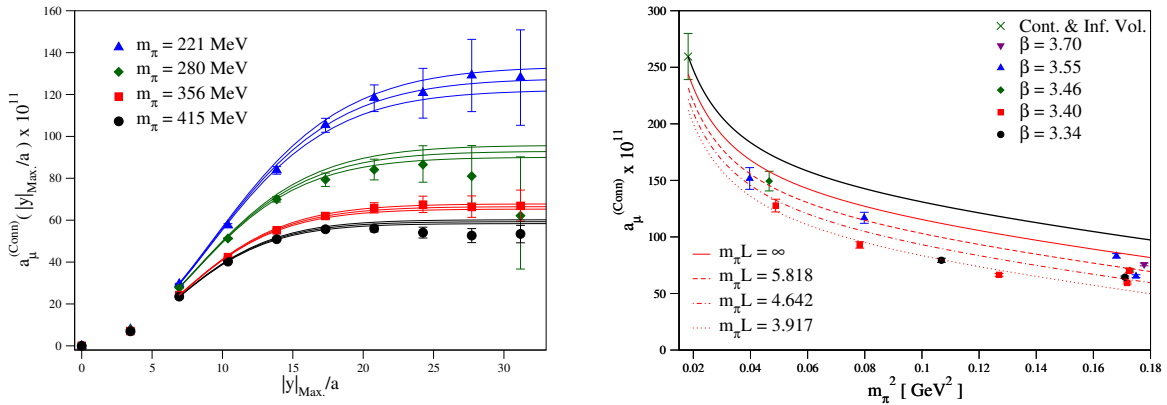 a_μ^(Conn) ( |y|_Max. /a ) x 10^11
160
140
120
100
80
60
40
20
0
m_π = 221 MeV
m_π = 280 MeV
m_π = 356 MeV
m_π = 415 MeV
0 5 10 15 20 25 30
|y|_Max. /a
a_μ^(Conn) x 10^11
300
250
200
150
100
50
0
Cont. & Inf. Vol.
β = 3.70
β = 3.55
β = 3.46
β = 3.40
β = 3.34
m_π L = ∞
m_π L = 5.818
m_π L = 4.642
m_π L = 3.917
0.02 0.04 0.06 0.08 0.1 0.12 0.14 0.16 0.18
m_π^2 [ GeV^2 ]